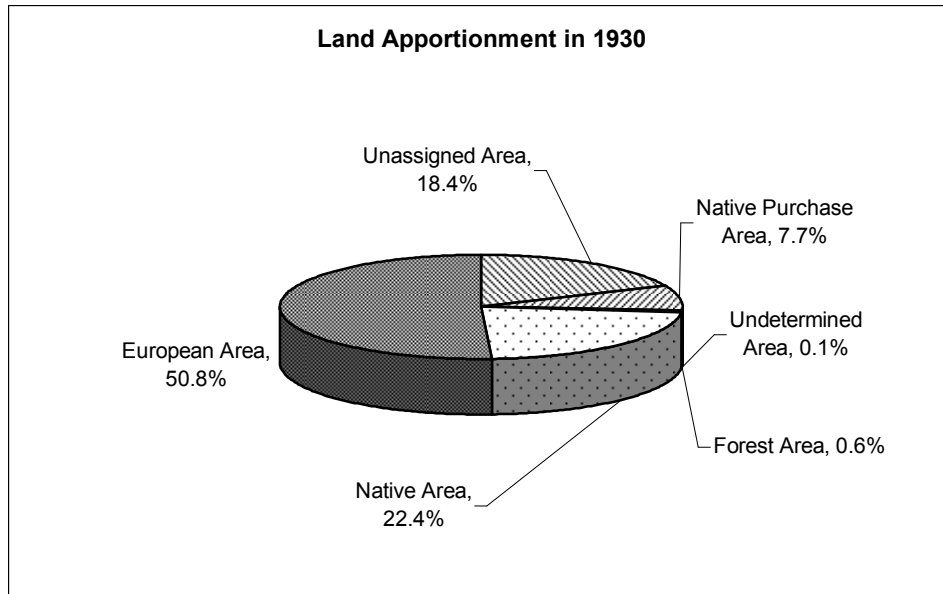 Land Apportionment in 1930
Unassigned Area,
18.4%
Native Purchase
Area, 7.7%
Undetermined
Area, 0.1%
European Area,
50.8%
Forest Area, 0.6%
Native Area,
22.4%